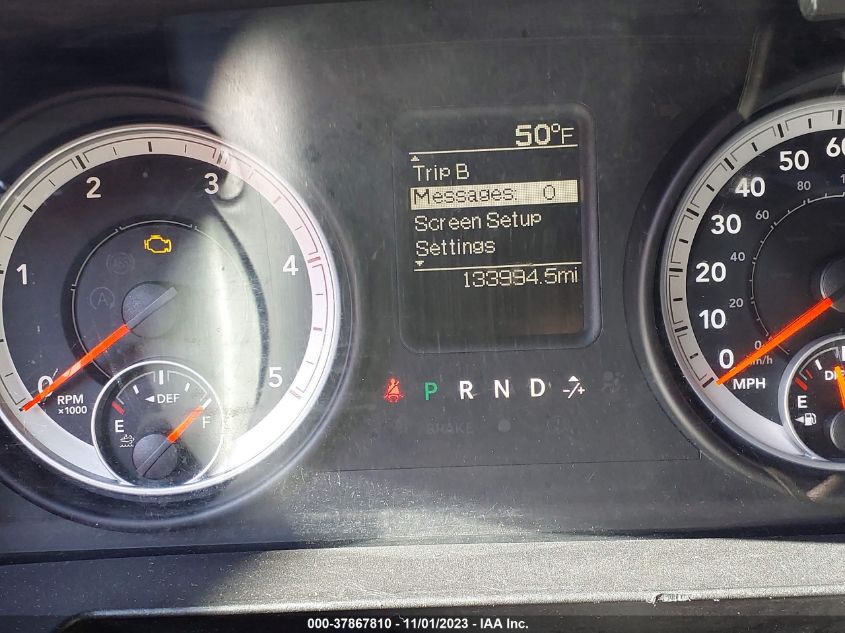 50°F
Trip B
Messages: 0
Screen Setup
Settings
133994.5mi
0 1 2 3 4 5
RPM
x1000
◄DEF
E F
P R N D -/+
BRAKE
0 10 20 30 40 50 60
0 20 40 60 80
km/h
MPH
E
000-37867810 - 11/01/2023 - IAA Inc.